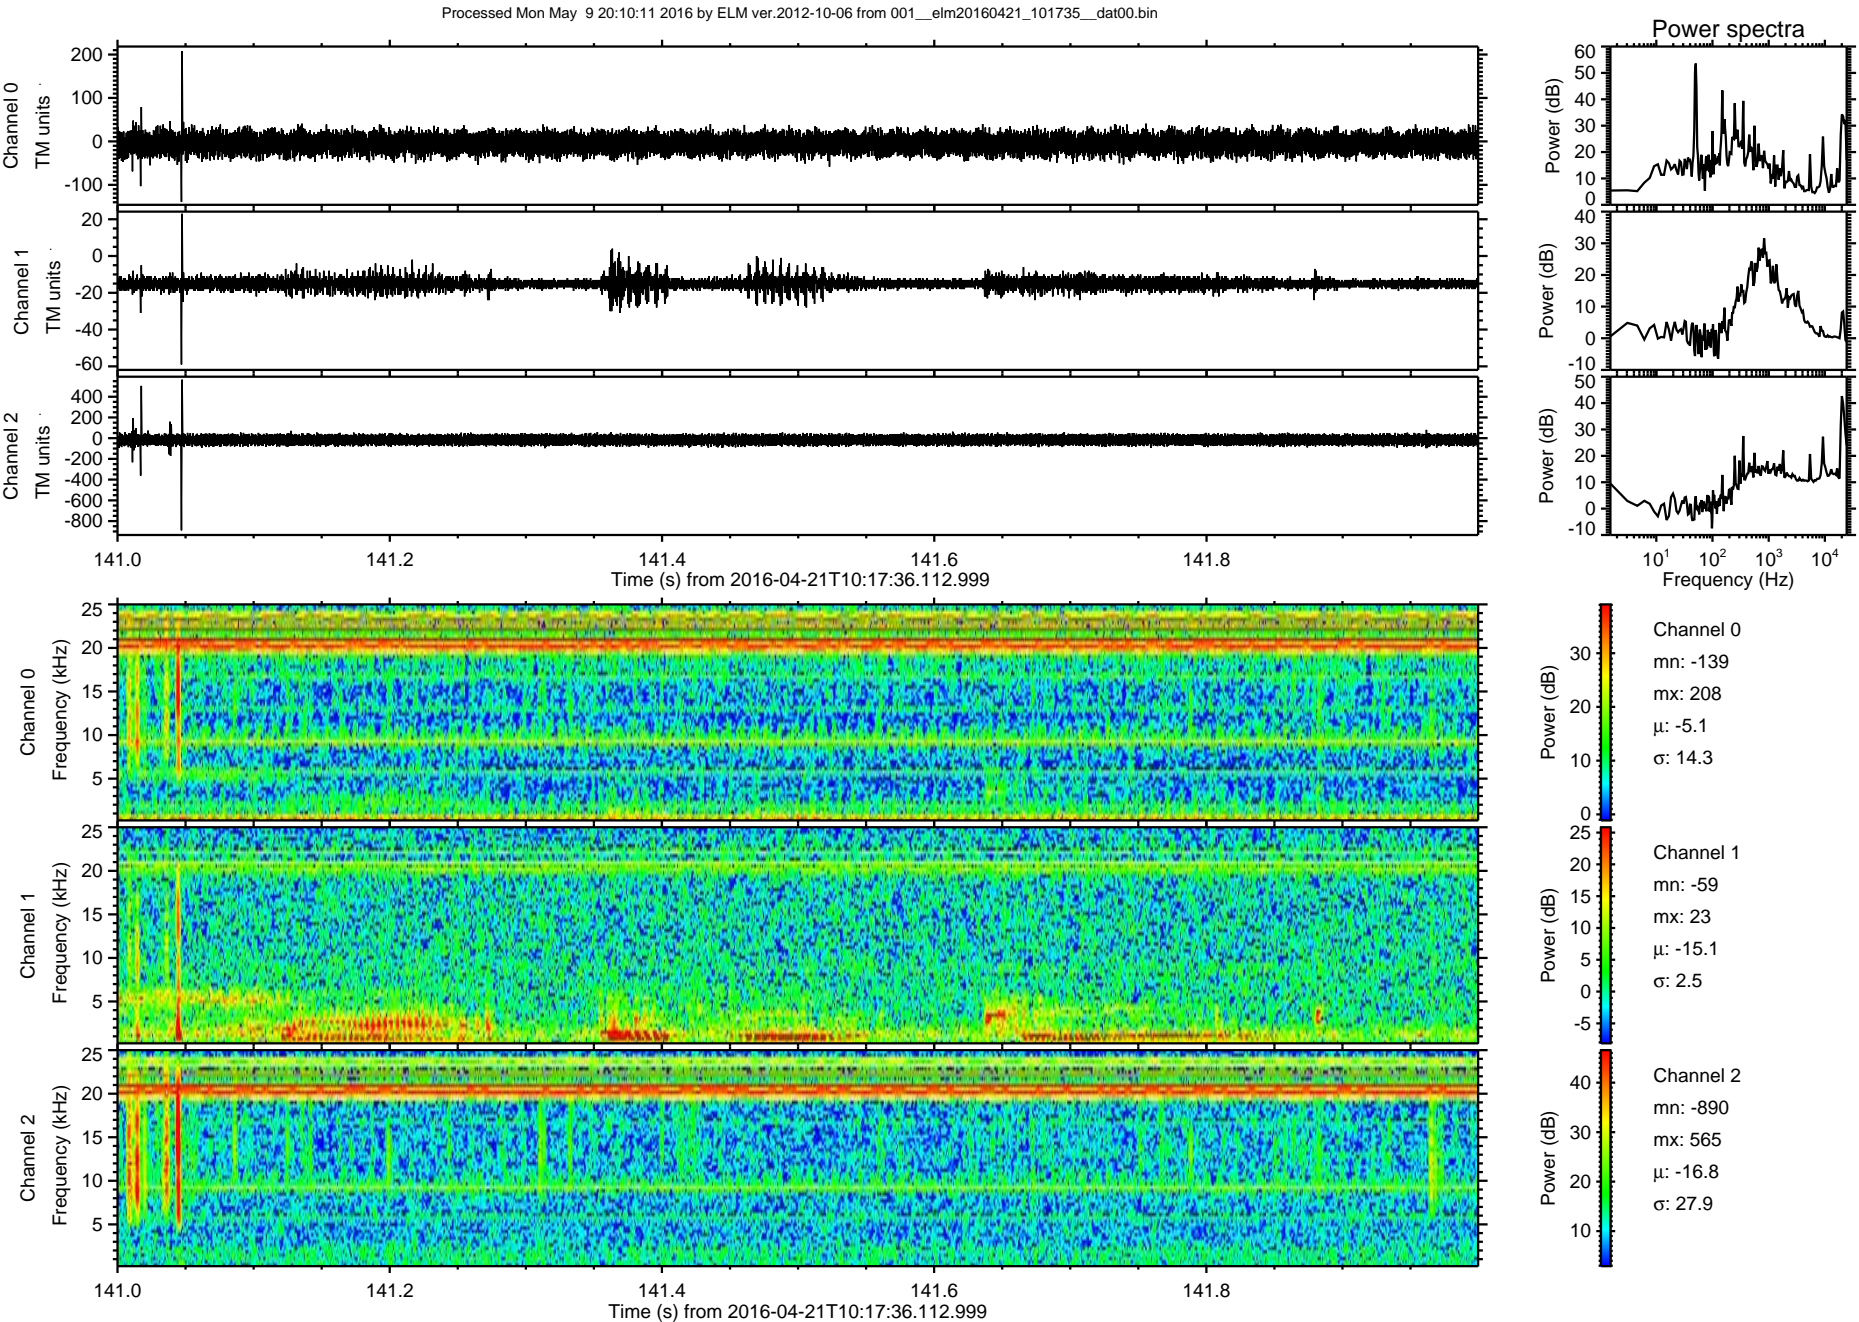 Processed Mon May  9 20:10:11 2016 by ELM ver.2012-10-06 from 001__elm20160421_101735__dat00.bin
Power spectra
Channel 0
TM units
200
100
0
-100
Power (dB)
60
50
40
30
20
10
0
Channel 1
TM units
20
0
-20
-40
-60
Power (dB)
40
30
20
10
0
-10
Channel 2
TM units
400
200
0
-200
-400
-600
-800
Power (dB)
50
40
30
20
10
0
-10
141.0 141.2 141.4 141.6 141.8
Time (s) from 2016-04-21T10:17:36.112.999
10¹ 10² 10³ 10⁴
Frequency (Hz)
Channel 0
Frequency (kHz)
25
20
15
10
5
Power (dB)
30
20
10
0
Channel 0
mn: -139
mx: 208
μ: -5.1
σ: 14.3
Channel 1
Frequency (kHz)
25
20
15
10
5
Power (dB)
25
20
15
10
5
0
-5
Channel 1
mn: -59
mx: 23
μ: -15.1
σ: 2.5
Channel 2
Frequency (kHz)
25
20
15
10
5
Power (dB)
40
30
20
10
Channel 2
mn: -890
mx: 565
μ: -16.8
σ: 27.9
141.0 141.2 141.4 141.6 141.8
Time (s) from 2016-04-21T10:17:36.112.999